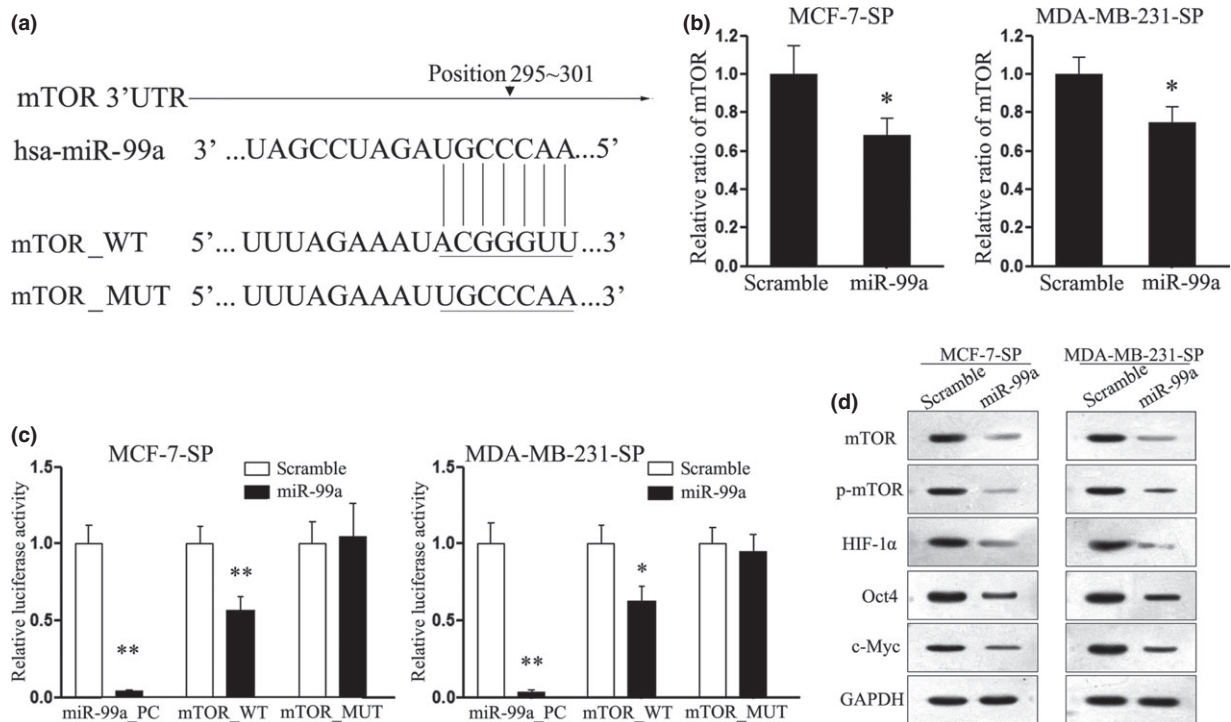 (a)
Position 295~301
mTOR 3’UTR
hsa-miR-99a 3’ ...UAGCCUAGAUGCCCAA...5’
mTOR_WT 5’... UUUAGAAAUACGGGUU...3’
mTOR_MUT 5’... UUUAGAAAUUGCCCAA...3’
(b)
MCF-7-SP
Relative ratio of mTOR
1.2
1.0
0.8
0.6
0.4
0.2
0.0
*
Scramble miR-99a
MDA-MB-231-SP
Relative ratio of mTOR
1.2
1.0
0.8
0.6
0.4
0.2
0.0
*
Scramble miR-99a
(c)
MCF-7-SP
Relative luciferase activity
1.5
1.0
0.5
0.0
Scramble
miR-99a
**
**
miR-99a_PC mTOR_WT mTOR_MUT
MDA-MB-231-SP
Relative luciferase activity
1.5
1.0
0.5
0.0
Scramble
miR-99a
**
*
miR-99a_PC mTOR_WT mTOR_MUT
(d)
MCF-7-SP MDA-MB-231-SP
Scramble miR-99a Scramble miR-99a
mTOR
p-mTOR
HIF-1α
Oct4
c-Myc
GAPDH